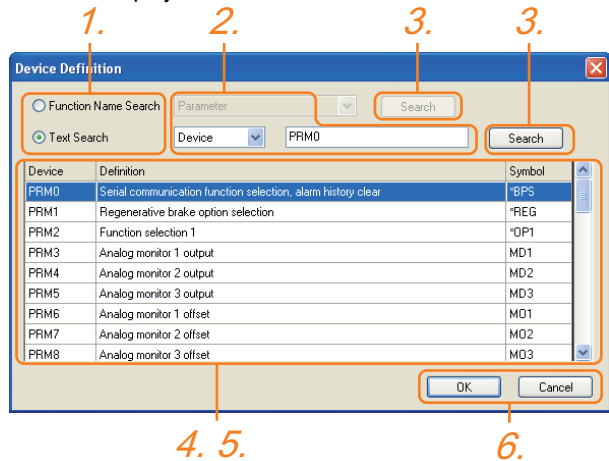 1. 2. 3. 3.
Device Definition
Function Name Search Parameter Search
Text Search Device PRM0 Search
Device Definition Symbol
PRM0 Serial communication function selection, alarm history clear *BPS
PRM1 Regenerative brake option selection *REG
PRM2 Function selection 1 *OP1
PRM3 Analog monitor 1 output MD1
PRM4 Analog monitor 2 output MD2
PRM5 Analog monitor 3 output MD3
PRM6 Analog monitor 1 offset MO1
PRM7 Analog monitor 2 offset MO2
PRM8 Analog monitor 3 offset MO3
OK Cancel
4. 5. 6.